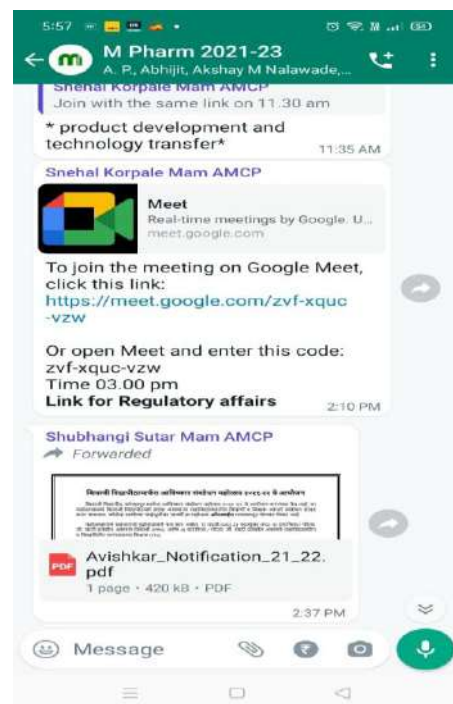 5:57
M Pharm 2021-23
A. P., Abhijit, Akshay M Nalawade,...
Snehal Korpale Mam AMCP
Join with the same link on 11.30 am
* product development and
technology transfer*
11:35 AM
Snehal Korpale Mam AMCP
Meet
Real-time meetings by Google. U...
meet.google.com
To join the meeting on Google Meet,
click this link:
https://meet.google.com/zvf-xquc
-vzw
Or open Meet and enter this code:
zvf-xquc-vzw
Time 03.00 pm
Link for Regulatory affairs
2:10 PM
Shubhangi Sutar Mam AMCP
Forwarded
PDF
Avishkar_Notification_21_22.
pdf
1 page • 420 kB • PDF
2:37 PM
Message